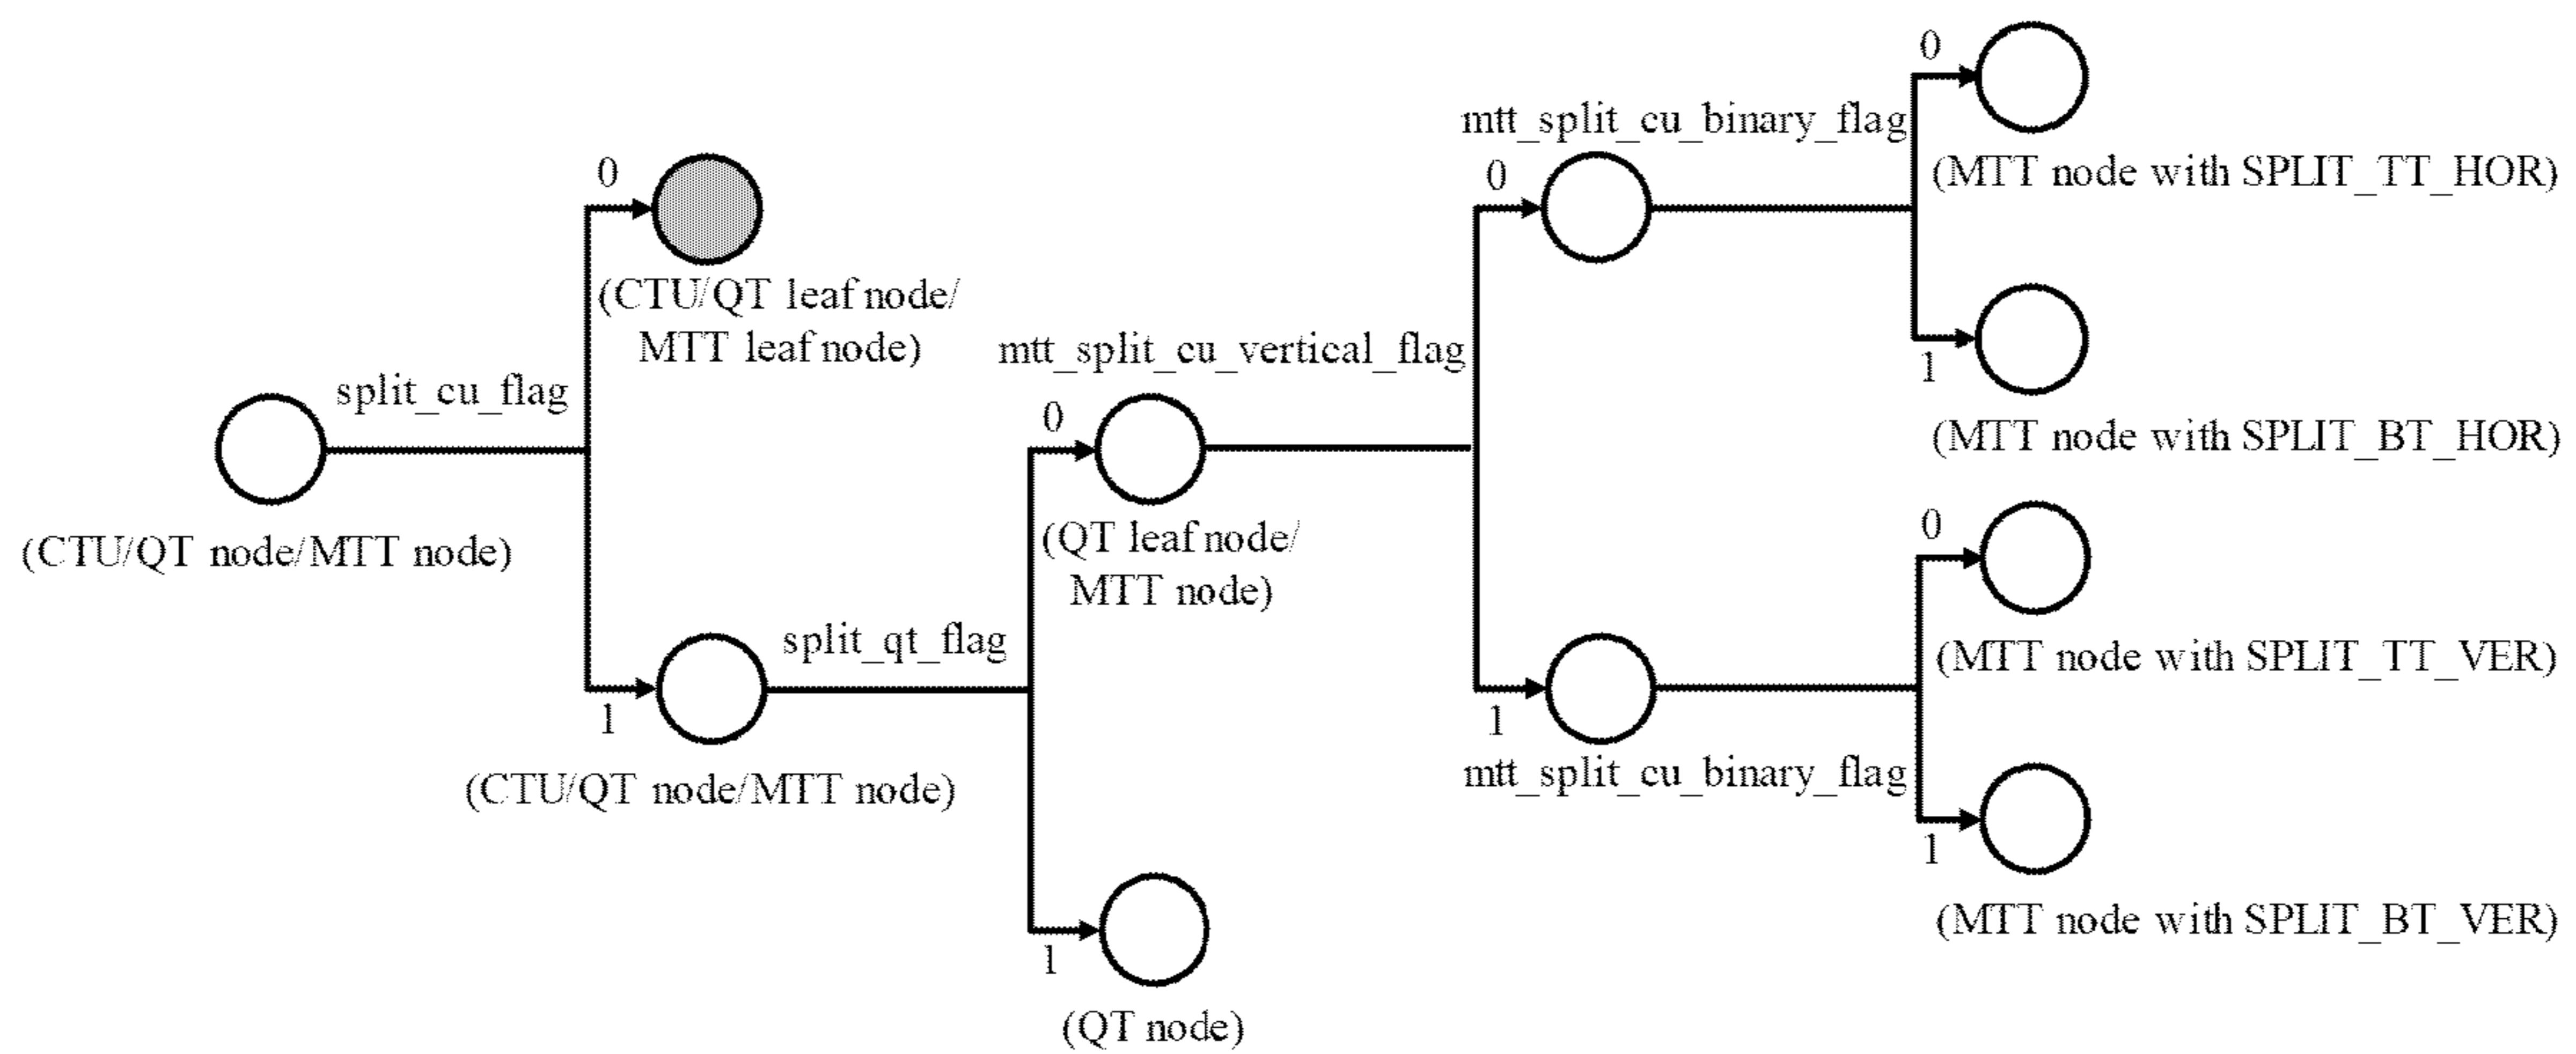 0
mtt_split_cu_binary_flag
0
(MTT node with SPLIT_TT_HOR)
0
(CTU/QT leaf node/
MTT leaf node)
mtt_split_cu_vertical_flag
1
(MTT node with SPLIT_BT_HOR)
split_cu_flag
0
(CTU/QT node/MTT node)
(QT leaf node/
MTT node)
0
(MTT node with SPLIT_TT_VER)
split_qt_flag
1
1
(CTU/QT node/MTT node)
mtt_split_cu_binary_flag
1
(MTT node with SPLIT_BT_VER)
1
(QT node)